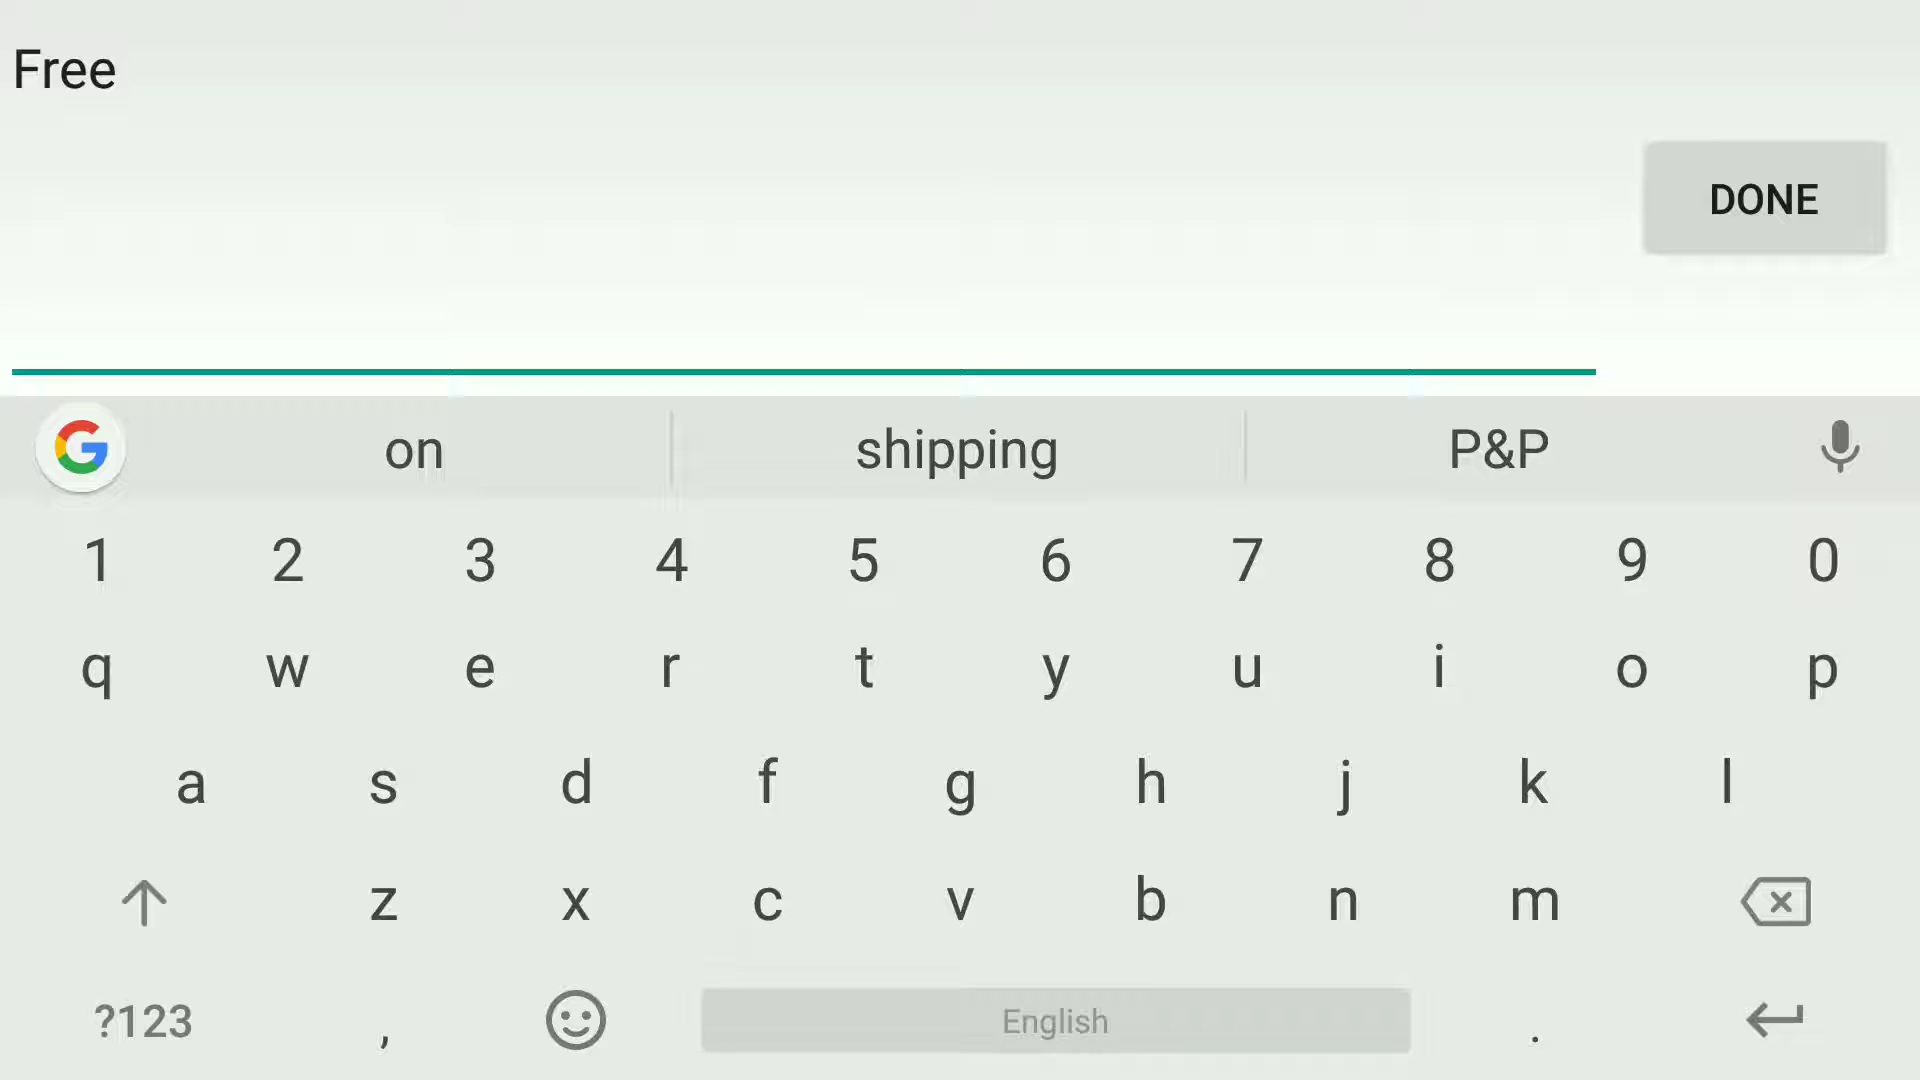 Free
DONE
on shipping P&P
1 2 3 4 5 6 7 8 9 0
q w e r t y u i o p
a s d f g h j k l
z x c v b n m
?123 , English .